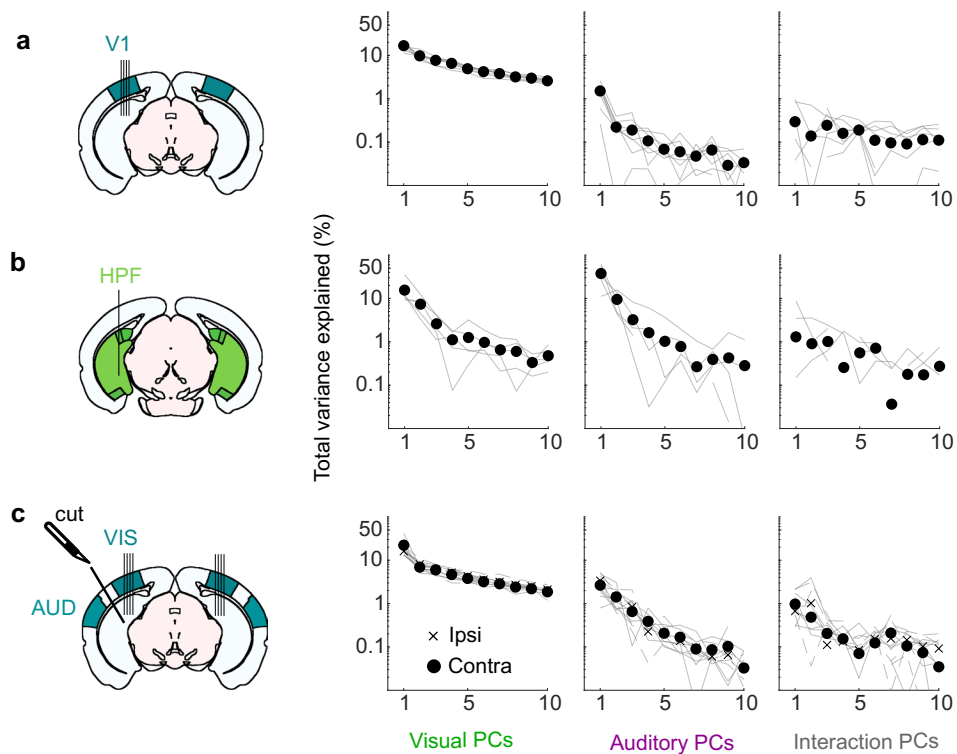 a
V1
50
10
1
0.1
1 5 10
1 5 10
1 5 10
b
HPF
Total variance explained (%)
50
10
1
0.1
1 5 10
1 5 10
1 5 10
c
cut
VIS
AUD
50
10
1
0.1
× Ipsi
● Contra
1 5 10
1 5 10
1 5 10
Visual PCs
Auditory PCs
Interaction PCs